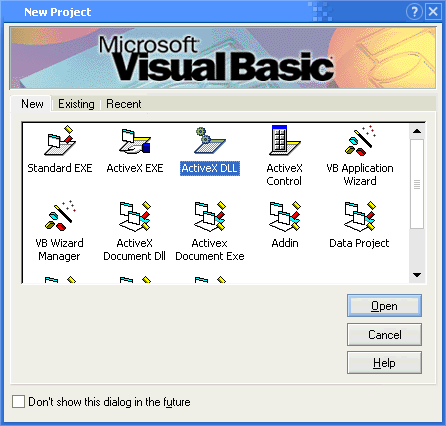 New Project
Microsoft
Visual Basic
New Existing Recent
Standard EXE ActiveX EXE ActiveX DLL ActiveX Control VB Application Wizard
VB Wizard Manager ActiveX Document Dll Activex Document Exe Addin Data Project
Open
Cancel
Help
Don't show this dialog in the future